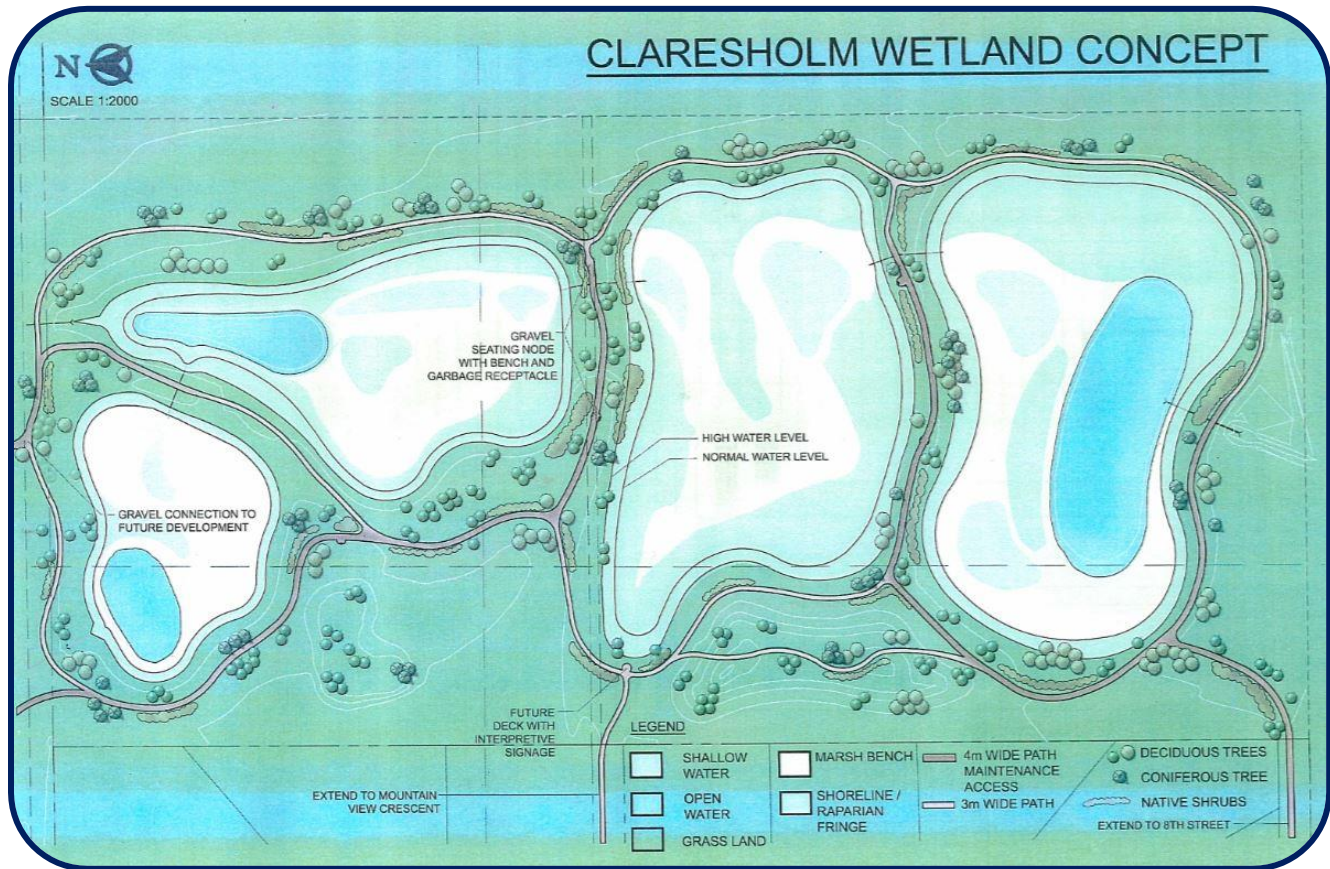 CLARESHOLM WETLAND CONCEPT
N
SCALE 1:2000
GRAVEL
SEATING NODE
WITH BENCH AND
GARBAGE RECEPTACLE
HIGH WATER LEVEL
NORMAL WATER LEVEL
GRAVEL CONNECTION TO
FUTURE DEVELOPMENT
FUTURE
DECK WITH
INTERPRETIVE
SIGNAGE
EXTEND TO MOUNTAIN
VIEW CRESCENT
LEGEND
SHALLOW
WATER
OPEN
WATER
GRASS LAND
MARSH BENCH
SHORELINE /
RAPARIAN
FRINGE
4m WIDE PATH
MAINTENANCE
ACCESS
3m WIDE PATH
DECIDUOUS TREES
CONIFEROUS TREE
NATIVE SHRUBS
EXTEND TO 8TH STREET